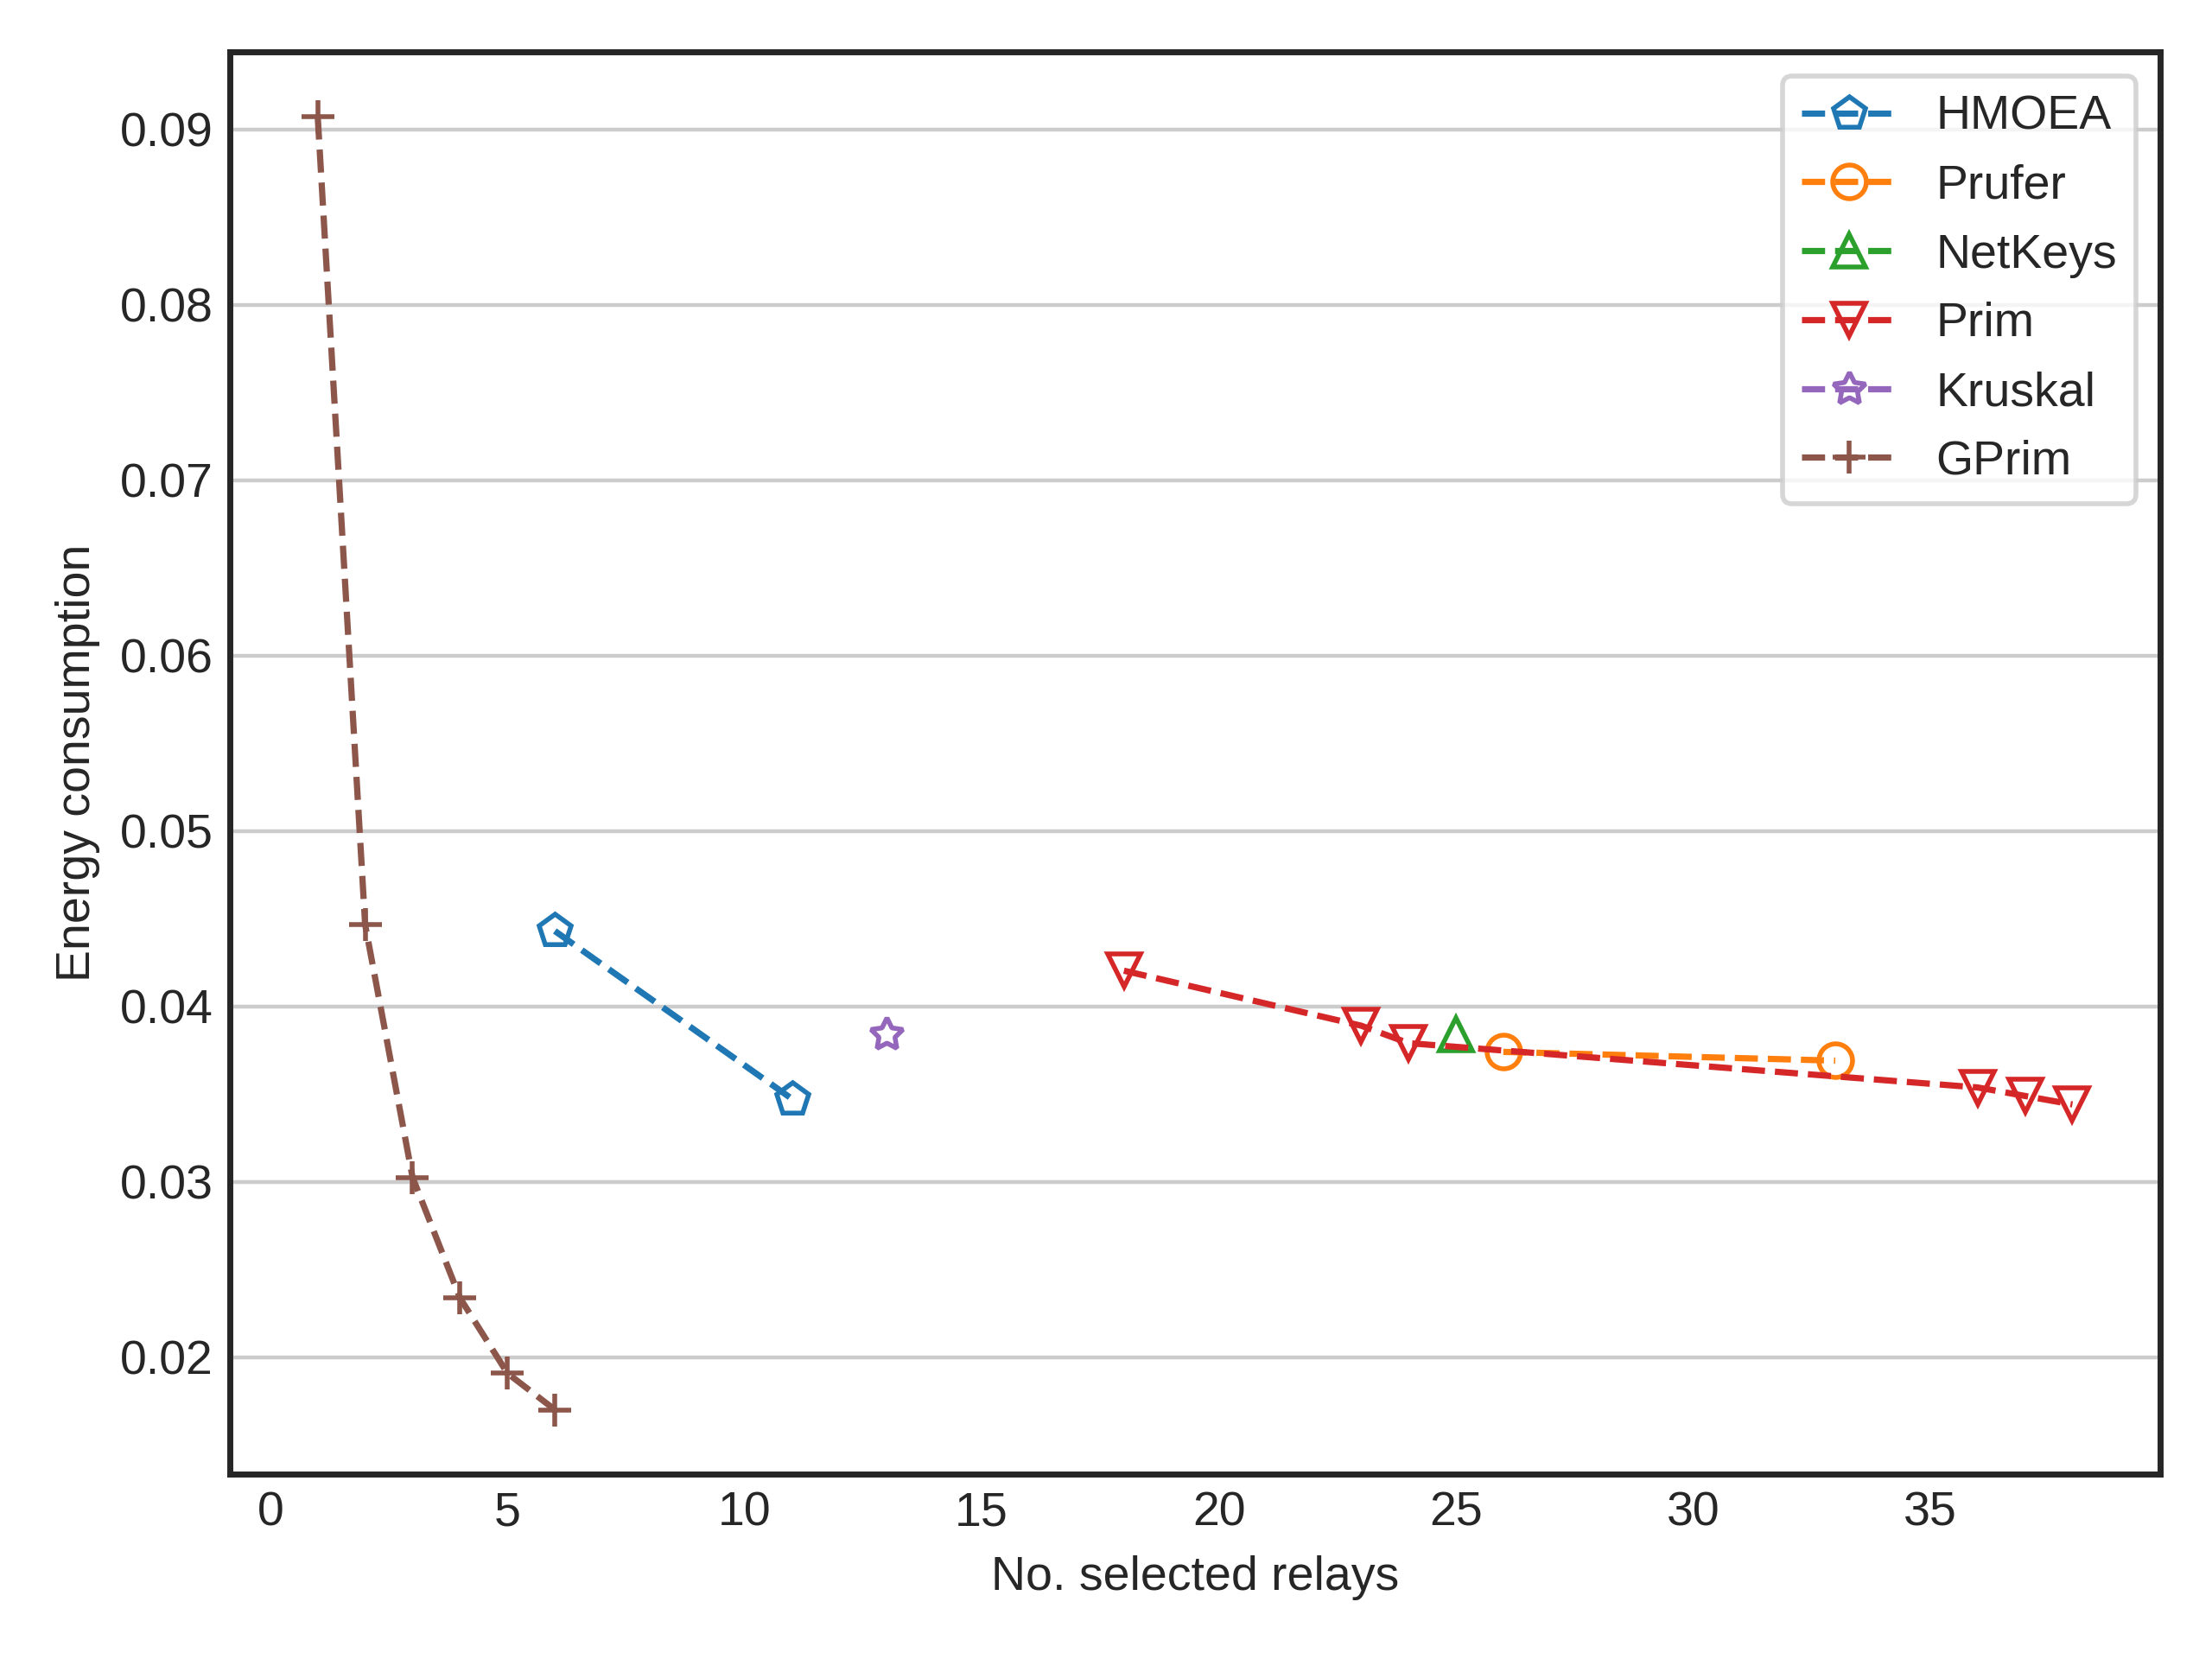 0.09
0.08
0.07
0.06
0.05
0.04
0.03
0.02
Energy consumption
HMOEA
Prufer
NetKeys
Prim
Kruskal
GPrim
0 5 10 15 20 25 30 35
No. selected relays